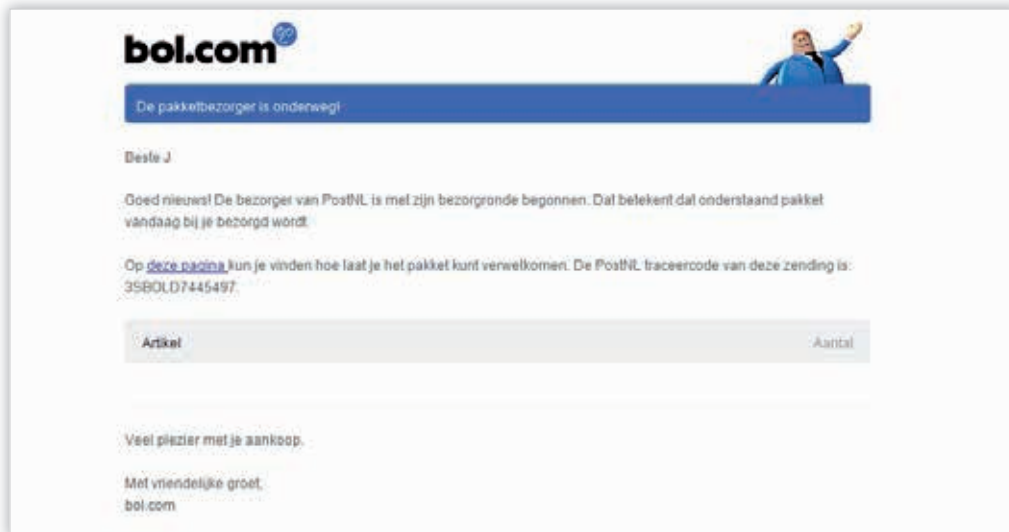 bol.com
De pakketbezorger is onderweg!
Beste J
Goed nieuws! De bezorger van PostNL is met zijn bezorgronde begonnen. Dat betekent dat onderstaand pakket
vandaag bij je bezorgd wordt.
Op deze pagina kun je vinden hoe laat je het pakket kunt verwelkomen. De PostNL traceercode van deze zending is:
3SBOLD7445497.
Artikel Aantal
Veel plezier met je aankoop.
Met vriendelijke groet,
bol.com